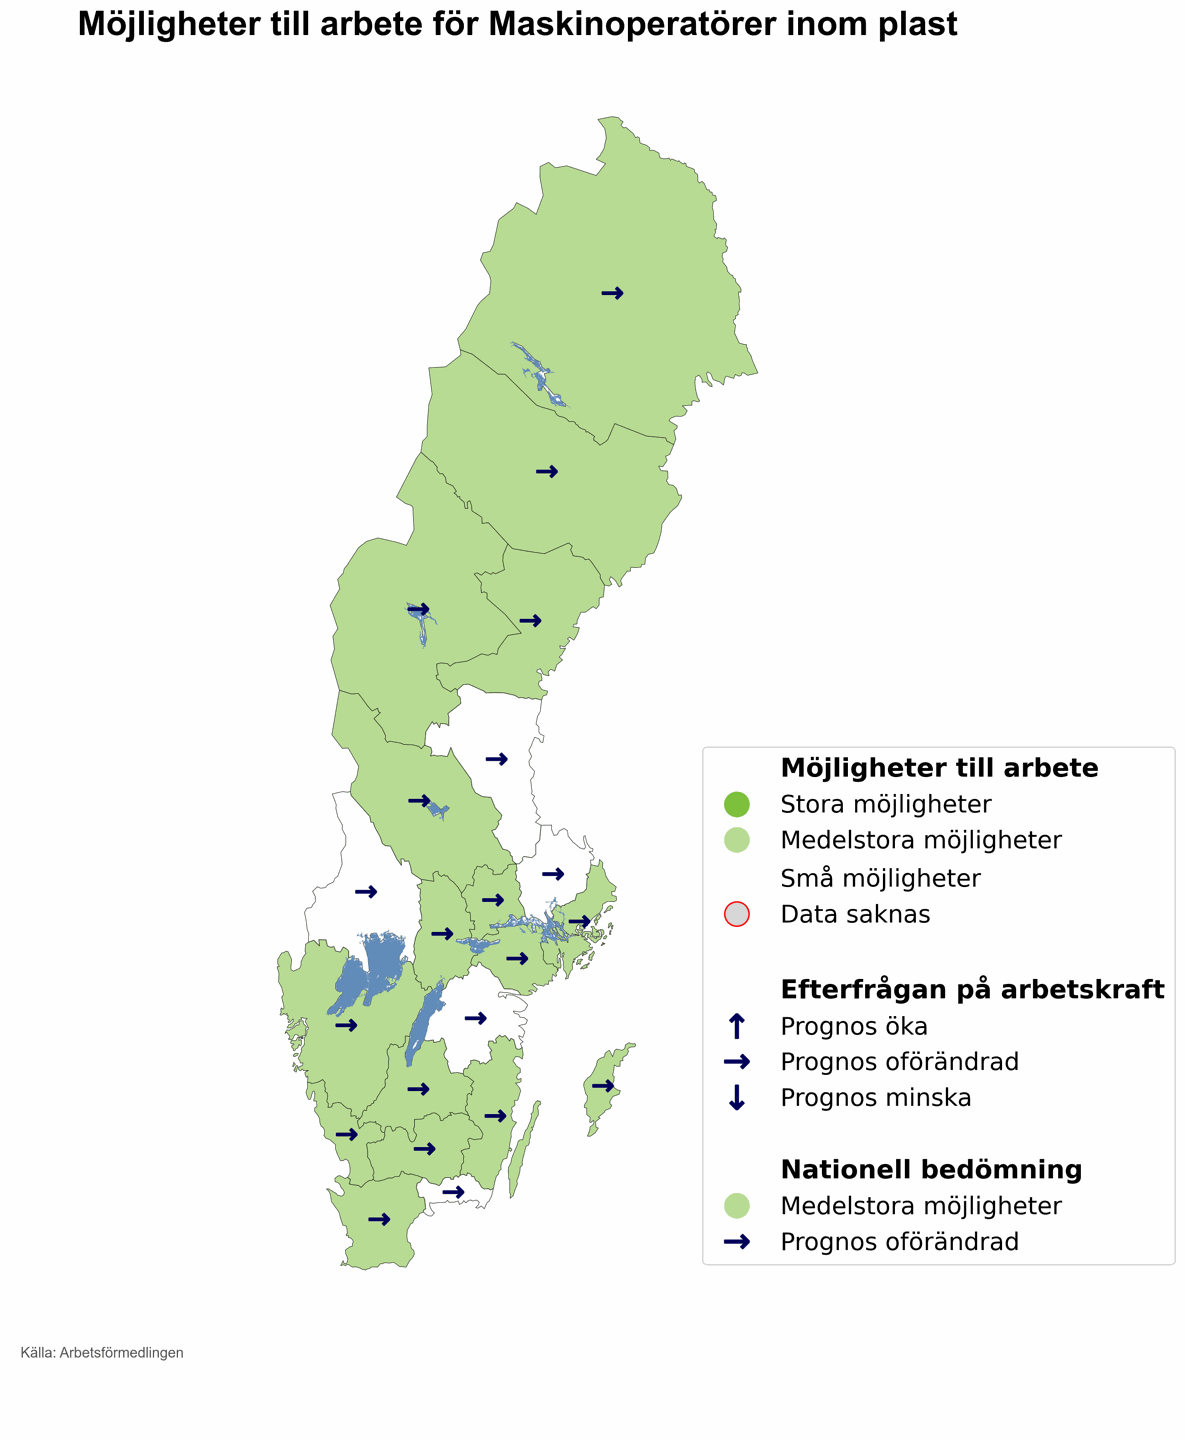 Möjligheter till arbete för Maskinoperatörer inom plast
Möjligheter till arbete
Stora möjligheter
Medelstora möjligheter
Små möjligheter
Data saknas
Efterfrågan på arbetskraft
Prognos öka
Prognos oförändrad
Prognos minska
Nationell bedömning
Medelstora möjligheter
Prognos oförändrad
Källa: Arbetsförmedlingen